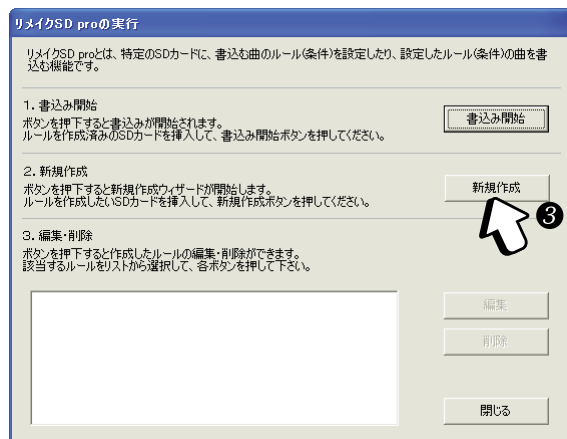 リメイクSD proの実行
リメイクSD proとは、特定のSDカードに、書込む曲のルール(条件)を設定したり、設定したルール(条件)の曲を書
込む機能です。
1. 書込み開始
ボタンを押下すると書込みが開始されます。
ルールを作成済みのSDカードを挿入して、書込み開始ボタンを押してください。
書込み開始
2. 新規作成
ボタンを押下すると新規作成ウィザードが開始します。
ルールを作成したいSDカードを挿入して、新規作成ボタンを押してください。
新規作成
3
3. 編集・削除
ボタンを押下すると作成したルールの編集・削除ができます。
該当するルールをリストから選択して、各ボタンを押して下さい。
編集
削除
閉じる